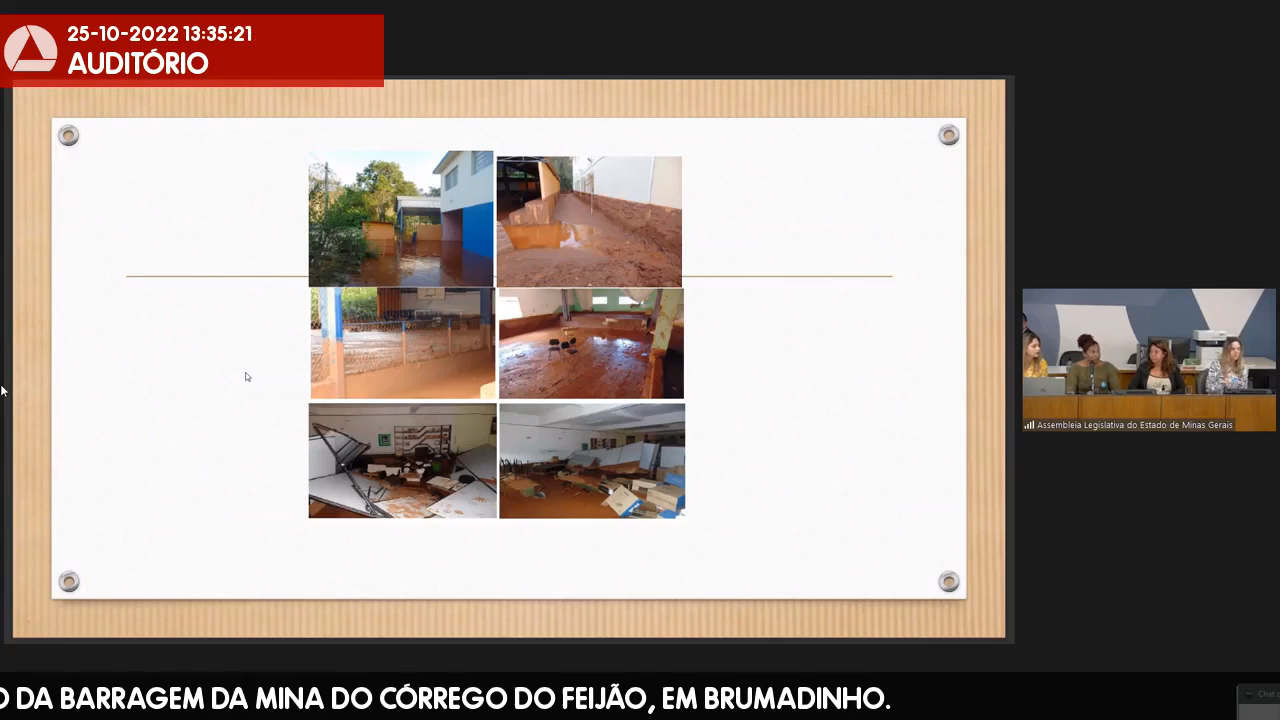 25-10-2022 13:35:21
AUDITÓRIO
Assembleia Legislativa do Estado de Minas Gerais
O DA BARRAGEM DA MINA DO CÓRREGO DO FEIJÃO, EM BRUMADINHO.
Chat